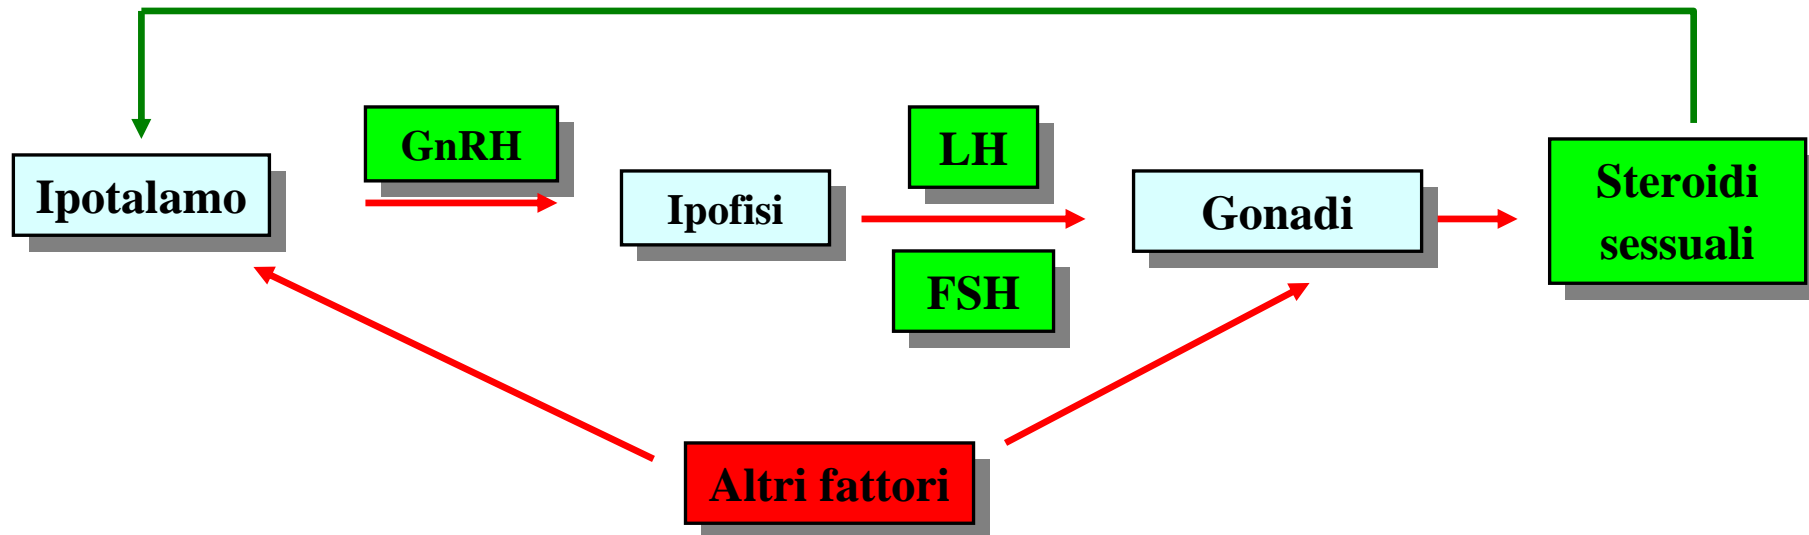 GnRH
LH
Ipotalamo
Ipofisi
Gonadi
Steroidi
sessuali
FSH
Altri fattori